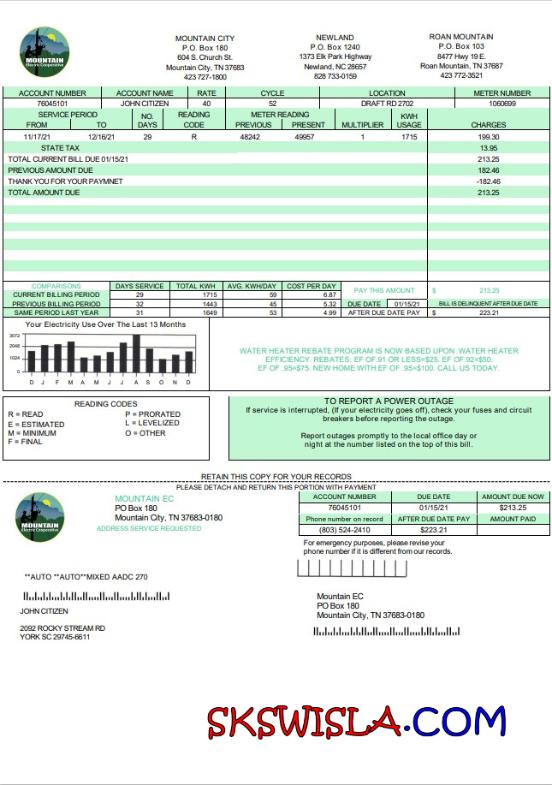 MOUNTAIN
Electric Cooperative
MOUNTAIN CITY
P.O. Box 180
604 S. Church St.
Mountain City, TN 37683
423 727-1800
NEWLAND
P.O. Box 1240
1373 Elk Park Highway
Newland, NC 28657
828 733-0159
ROAN MOUNTAIN
P.O. Box 103
8477 Hwy 19 E.
Roan Mountain, TN 37687
423 772-3521
ACCOUNT NUMBER ACCOUNT NAME RATE CYCLE LOCATION METER NUMBER
76045101 JOHN CITIZEN 40 52 DRAFT RD 2702 1060699
SERVICE PERIOD NO. READING METER READING KWH
FROM TO DAYS CODE PREVIOUS PRESENT MULTIPLIER USAGE CHARGES
11/17/21 12/16/21 29 R 48242 49957 1 1715 199.30
STATE TAX 13.95
TOTAL CURRENT BILL DUE 01/15/21 213.25
PREVIOUS AMOUNT DUE 182.46
THANK YOU FOR YOUR PAYMNET -182.46
TOTAL AMOUNT DUE 213.25
COMPARISONS DAYS SERVICE TOTAL KWH AVG. KWH/DAY COST PER DAY
CURRENT BILLING PERIOD 29 1715 59 6.87
PREVIOUS BILLING PERIOD 32 1443 45 5.32
SAME PERIOD LAST YEAR 31 1649 53 4.99
PAY THIS AMOUNT $ 213.25
DUE DATE 01/15/21 BILL IS DELINQUENT AFTER DUE DATE
AFTER DUE DATE PAY $ 223.21
Your Electricity Use Over The Last 13 Months
3072
2048
1024
0
D J F M A M J J A S O N D
WATER HEATER REBATE PROGRAM IS NOW BASED UPON WATER HEATER
EFFICIENCY. REBATES: EF OF.91 OR LESS=$25. EF OF.92=$50.
EF OF .95=$75. NEW HOME WITH EF OF .95=$100. CALL US TODAY.
READING CODES
R = READ P = PRORATED
E = ESTIMATED L = LEVELIZED
M = MINIMUM O = OTHER
F = FINAL
TO REPORT A POWER OUTAGE
If service is interrupted, (If your electricity goes off), check your fuses and circuit
breakers before reporting the outage.
Report outages promptly to the local office day or
night at the number listed on the top of this bill.
RETAIN THIS COPY FOR YOUR RECORDS
PLEASE DETACH AND RETURN THIS PORTION WITH PAYMENT
MOUNTAIN
Electric Cooperative
MOUNTAIN EC
PO Box 180
Mountain City, TN 37683-0180
ADDRESS SERVICE REQUESTED
ACCOUNT NUMBER DUE DATE AMOUNT DUE NOW
76045101 01/15/21 $213.25
Phone number on record AFTER DUE DATE PAY AMOUNT PAID
(803) 524-2410 $223.21
For emergency purposes, please revise your
phone number if it is different from our records.
**AUTO **AUTO**MIXED AADC 270
JOHN CITIZEN
2092 ROCKY STREAM RD
YORK SC 29745-6611
Mountain EC
PO Box 180
Mountain City, TN 37683-0180
SKSWISLA.COM